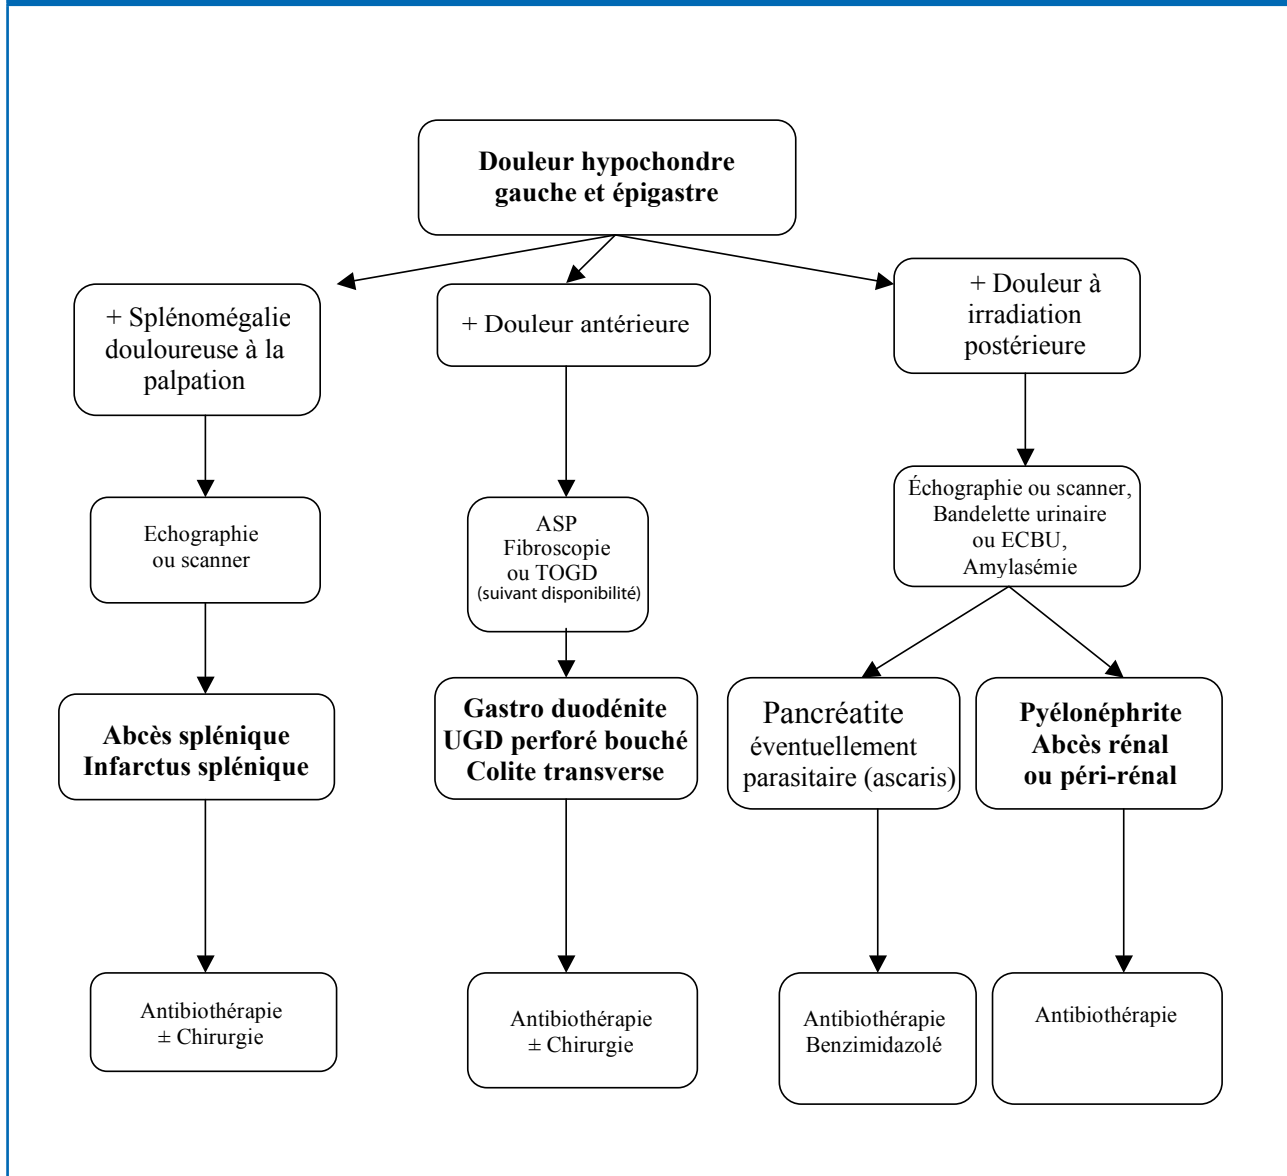 Douleur hypochondre
gauche et épigastre
+ Splénomégalie
douloureuse à la
palpation
+ Douleur antérieure
+ Douleur à
irradiation
postérieure
Echographie
ou scanner
ASP
Fibroscopie
ou TOGD
(suivant disponibilité)
Échographie ou scanner,
Bandelette urinaire
ou ECBU,
Amylasémie
Abcès splénique
Infarctus splénique
Gastro duodénite
UGD perforé bouché
Colite transverse
Pancréatite
éventuellement
parasitaire (ascaris)
Pyélonéphrite
Abcès rénal
ou péri-rénal
Antibiothérapie
± Chirurgie
Antibiothérapie
± Chirurgie
Antibiothérapie
Benzimidazolé
Antibiothérapie